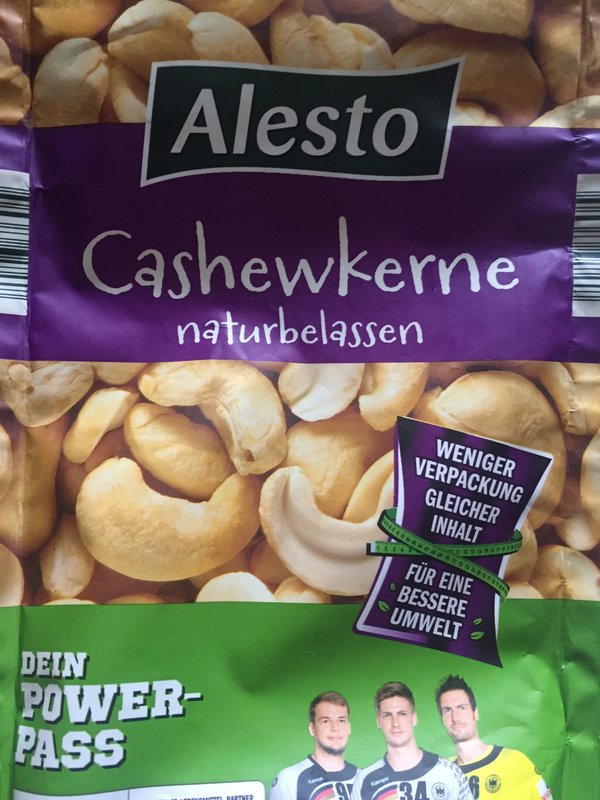 Alesto
Cashewkerne
naturbelassen
WENIGER
VERPACKUNG
GLEICHER
INHALT
FÜR EINE
BESSERE
UMWELT
DEIN
POWER-
PASS
34